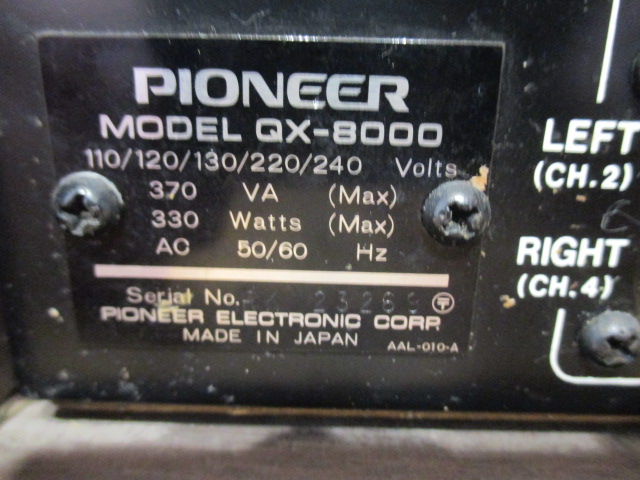 PIONEER
MODEL QX-8000
110/120/130/220/240 Volts
370 VA (Max)
330 Watts (Max)
AC 50/60 Hz
Serial No.
PIONEER ELECTRONIC CORP.
MADE IN JAPAN AAL-010-A
LEFT
(CH.2)
RIGHT
(CH.4)